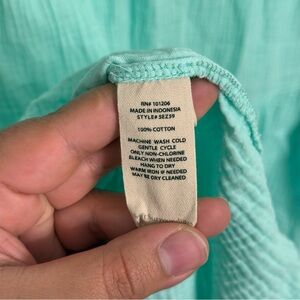 RN# 101206
MADE IN INDONESIA
STYLE# SEZ39
100% COTTON
MACHINE WASH COLD
GENTLE CYCLE
ONLY NON-CHLORINE
BLEACH WHEN NEEDED
HANG TO DRY
WARM IRON IF NEEDED
MAY BE DRY CLEANED